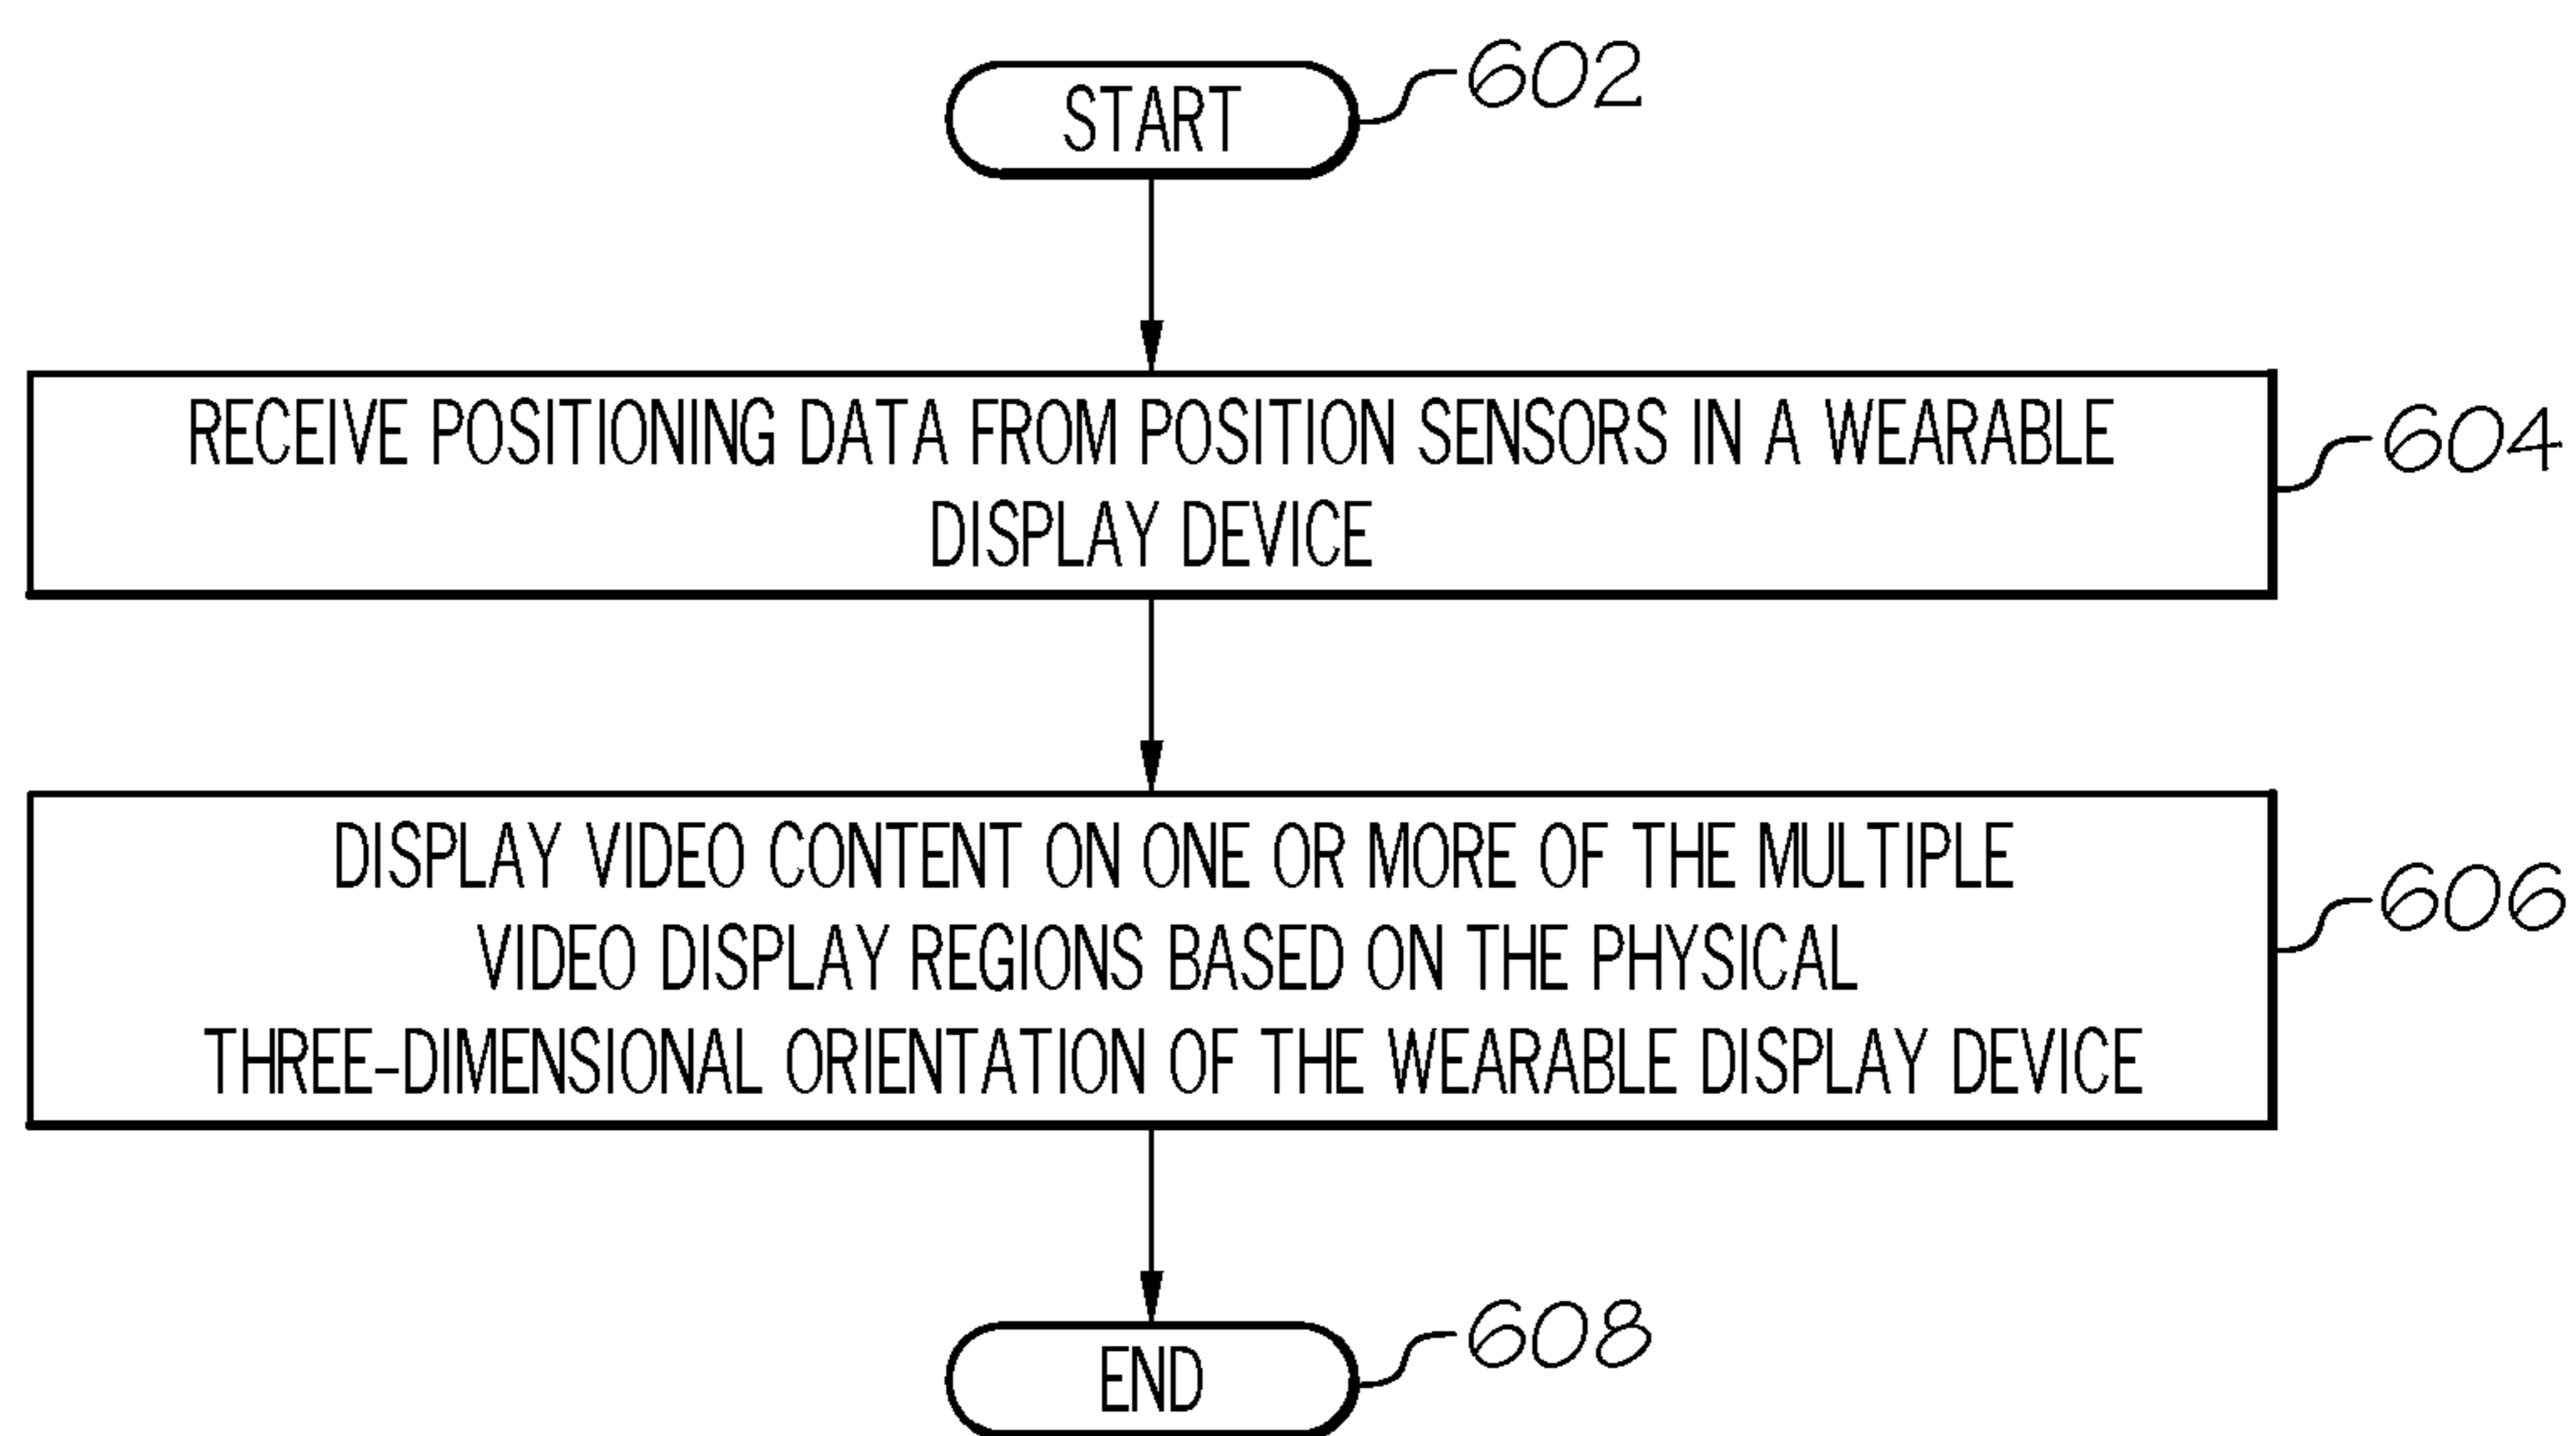 START
602
RECEIVE POSITIONING DATA FROM POSITION SENSORS IN A WEARABLE
DISPLAY DEVICE
604
DISPLAY VIDEO CONTENT ON ONE OR MORE OF THE MULTIPLE
VIDEO DISPLAY REGIONS BASED ON THE PHYSICAL
THREE-DIMENSIONAL ORIENTATION OF THE WEARABLE DISPLAY DEVICE
606
END
608